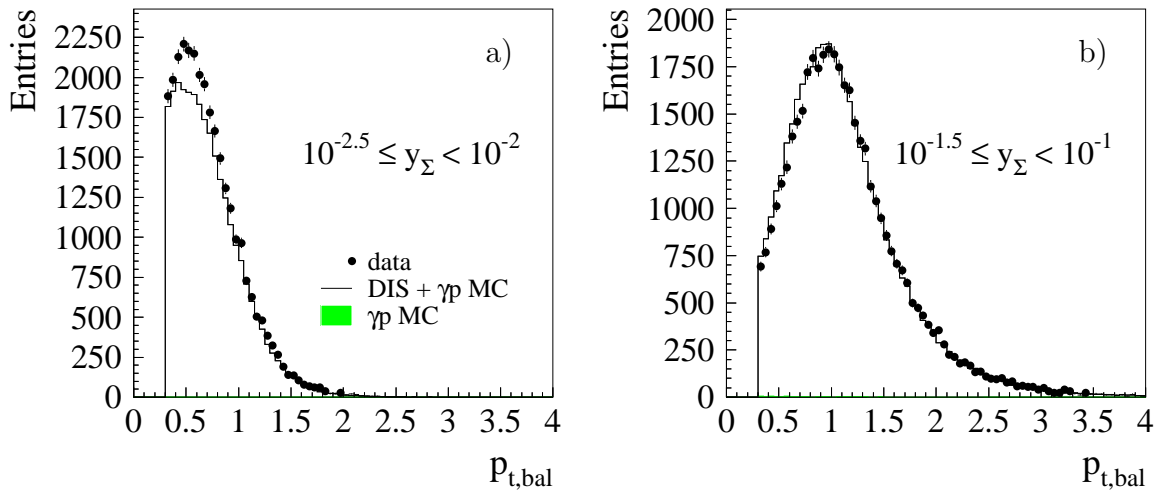 Entries
2250
2000
1750
1500
1250
1000
750
500
250
0
a)
10^-2.5 ≤ y_Σ < 10^-2
data
DIS + γp MC
γp MC
0 0.5 1 1.5 2 2.5 3 3.5 4
p_t,bal
Entries
2000
1750
1500
1250
1000
750
500
250
0
b)
10^-1.5 ≤ y_Σ < 10^-1
0 0.5 1 1.5 2 2.5 3 3.5 4
p_t,bal